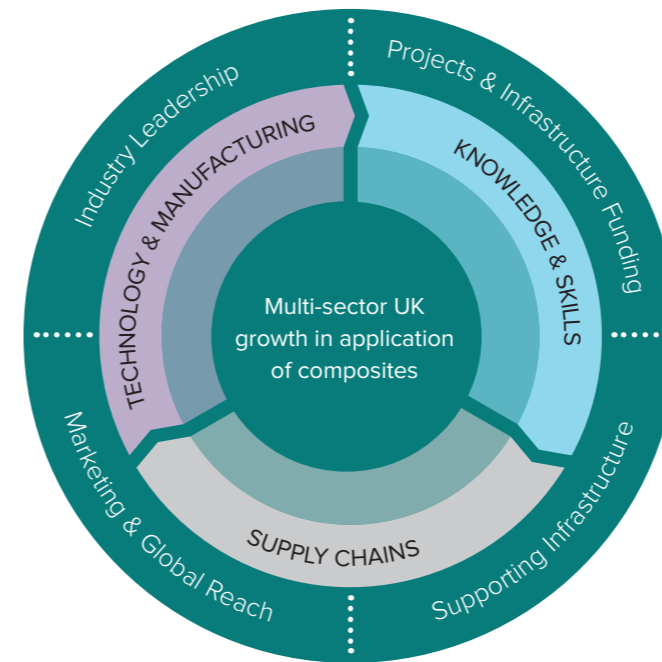 Industry Leadership
Projects & Infrastructure Funding
TECHNOLOGY & MANUFACTURING
KNOWLEDGE & SKILLS
Multi-sector UK
growth in application
of composites
SUPPLY CHAINS
Marketing & Global Reach
Supporting Infrastructure